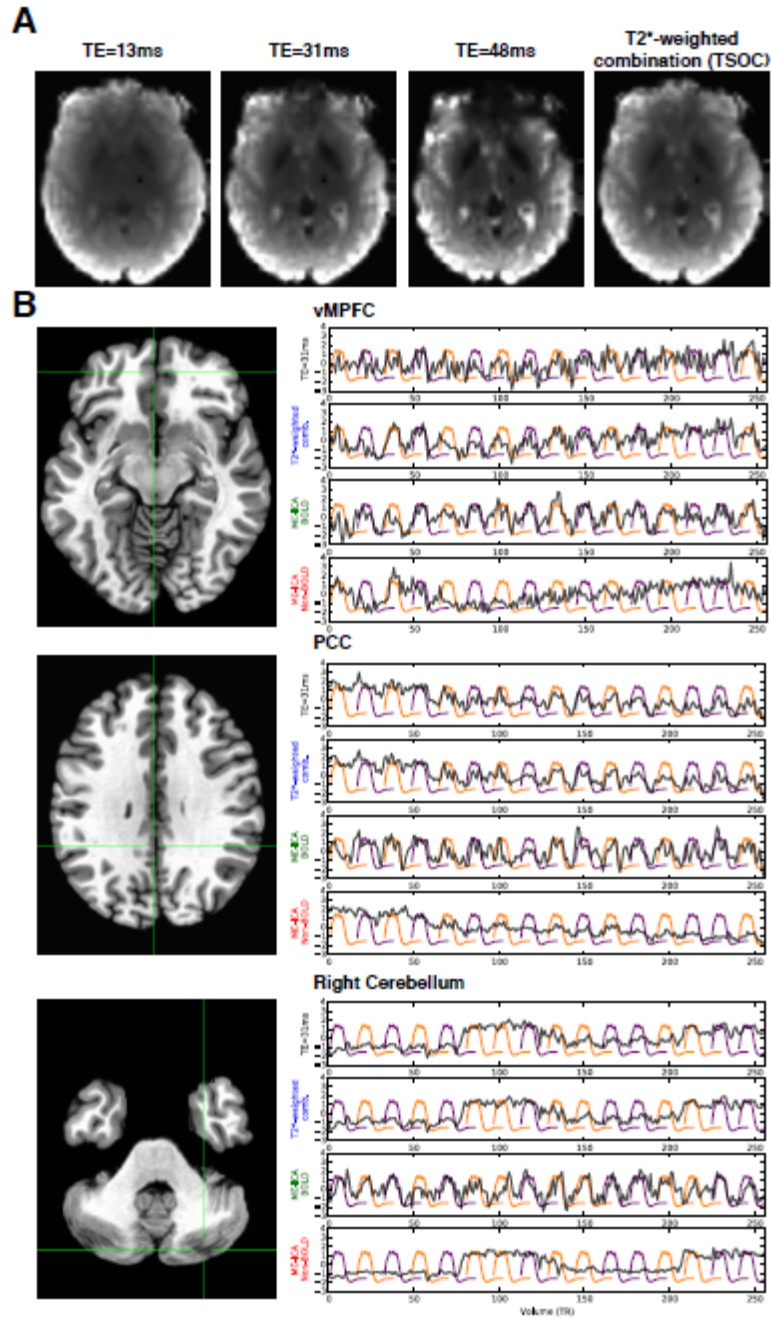 A
TE=13ms
TE=31ms
TE=48ms
T2*-weighted
combination (TSOC)
B
vMPFC
TE=31ms
T2*-weighted
comb.
ME-ICA
BOLD
ME-ICA
Non-BOLD
0 50 100 150 200 250
PCC
TE=31ms
T2*-weighted
comb.
ME-ICA
BOLD
ME-ICA
Non-BOLD
0 50 100 150 200 250
Right Cerebellum
TE=31ms
T2*-weighted
comb.
ME-ICA
BOLD
ME-ICA
Non-BOLD
0 50 100 150 200 250
Volume (TR)